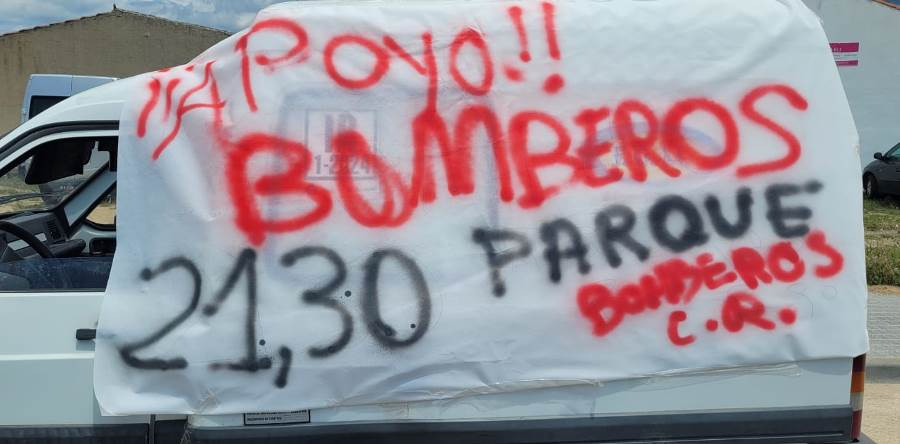 ¡¡APOYO!!
BOMBEROS
21,30 PARQUE
BOMBEROS
C.R.